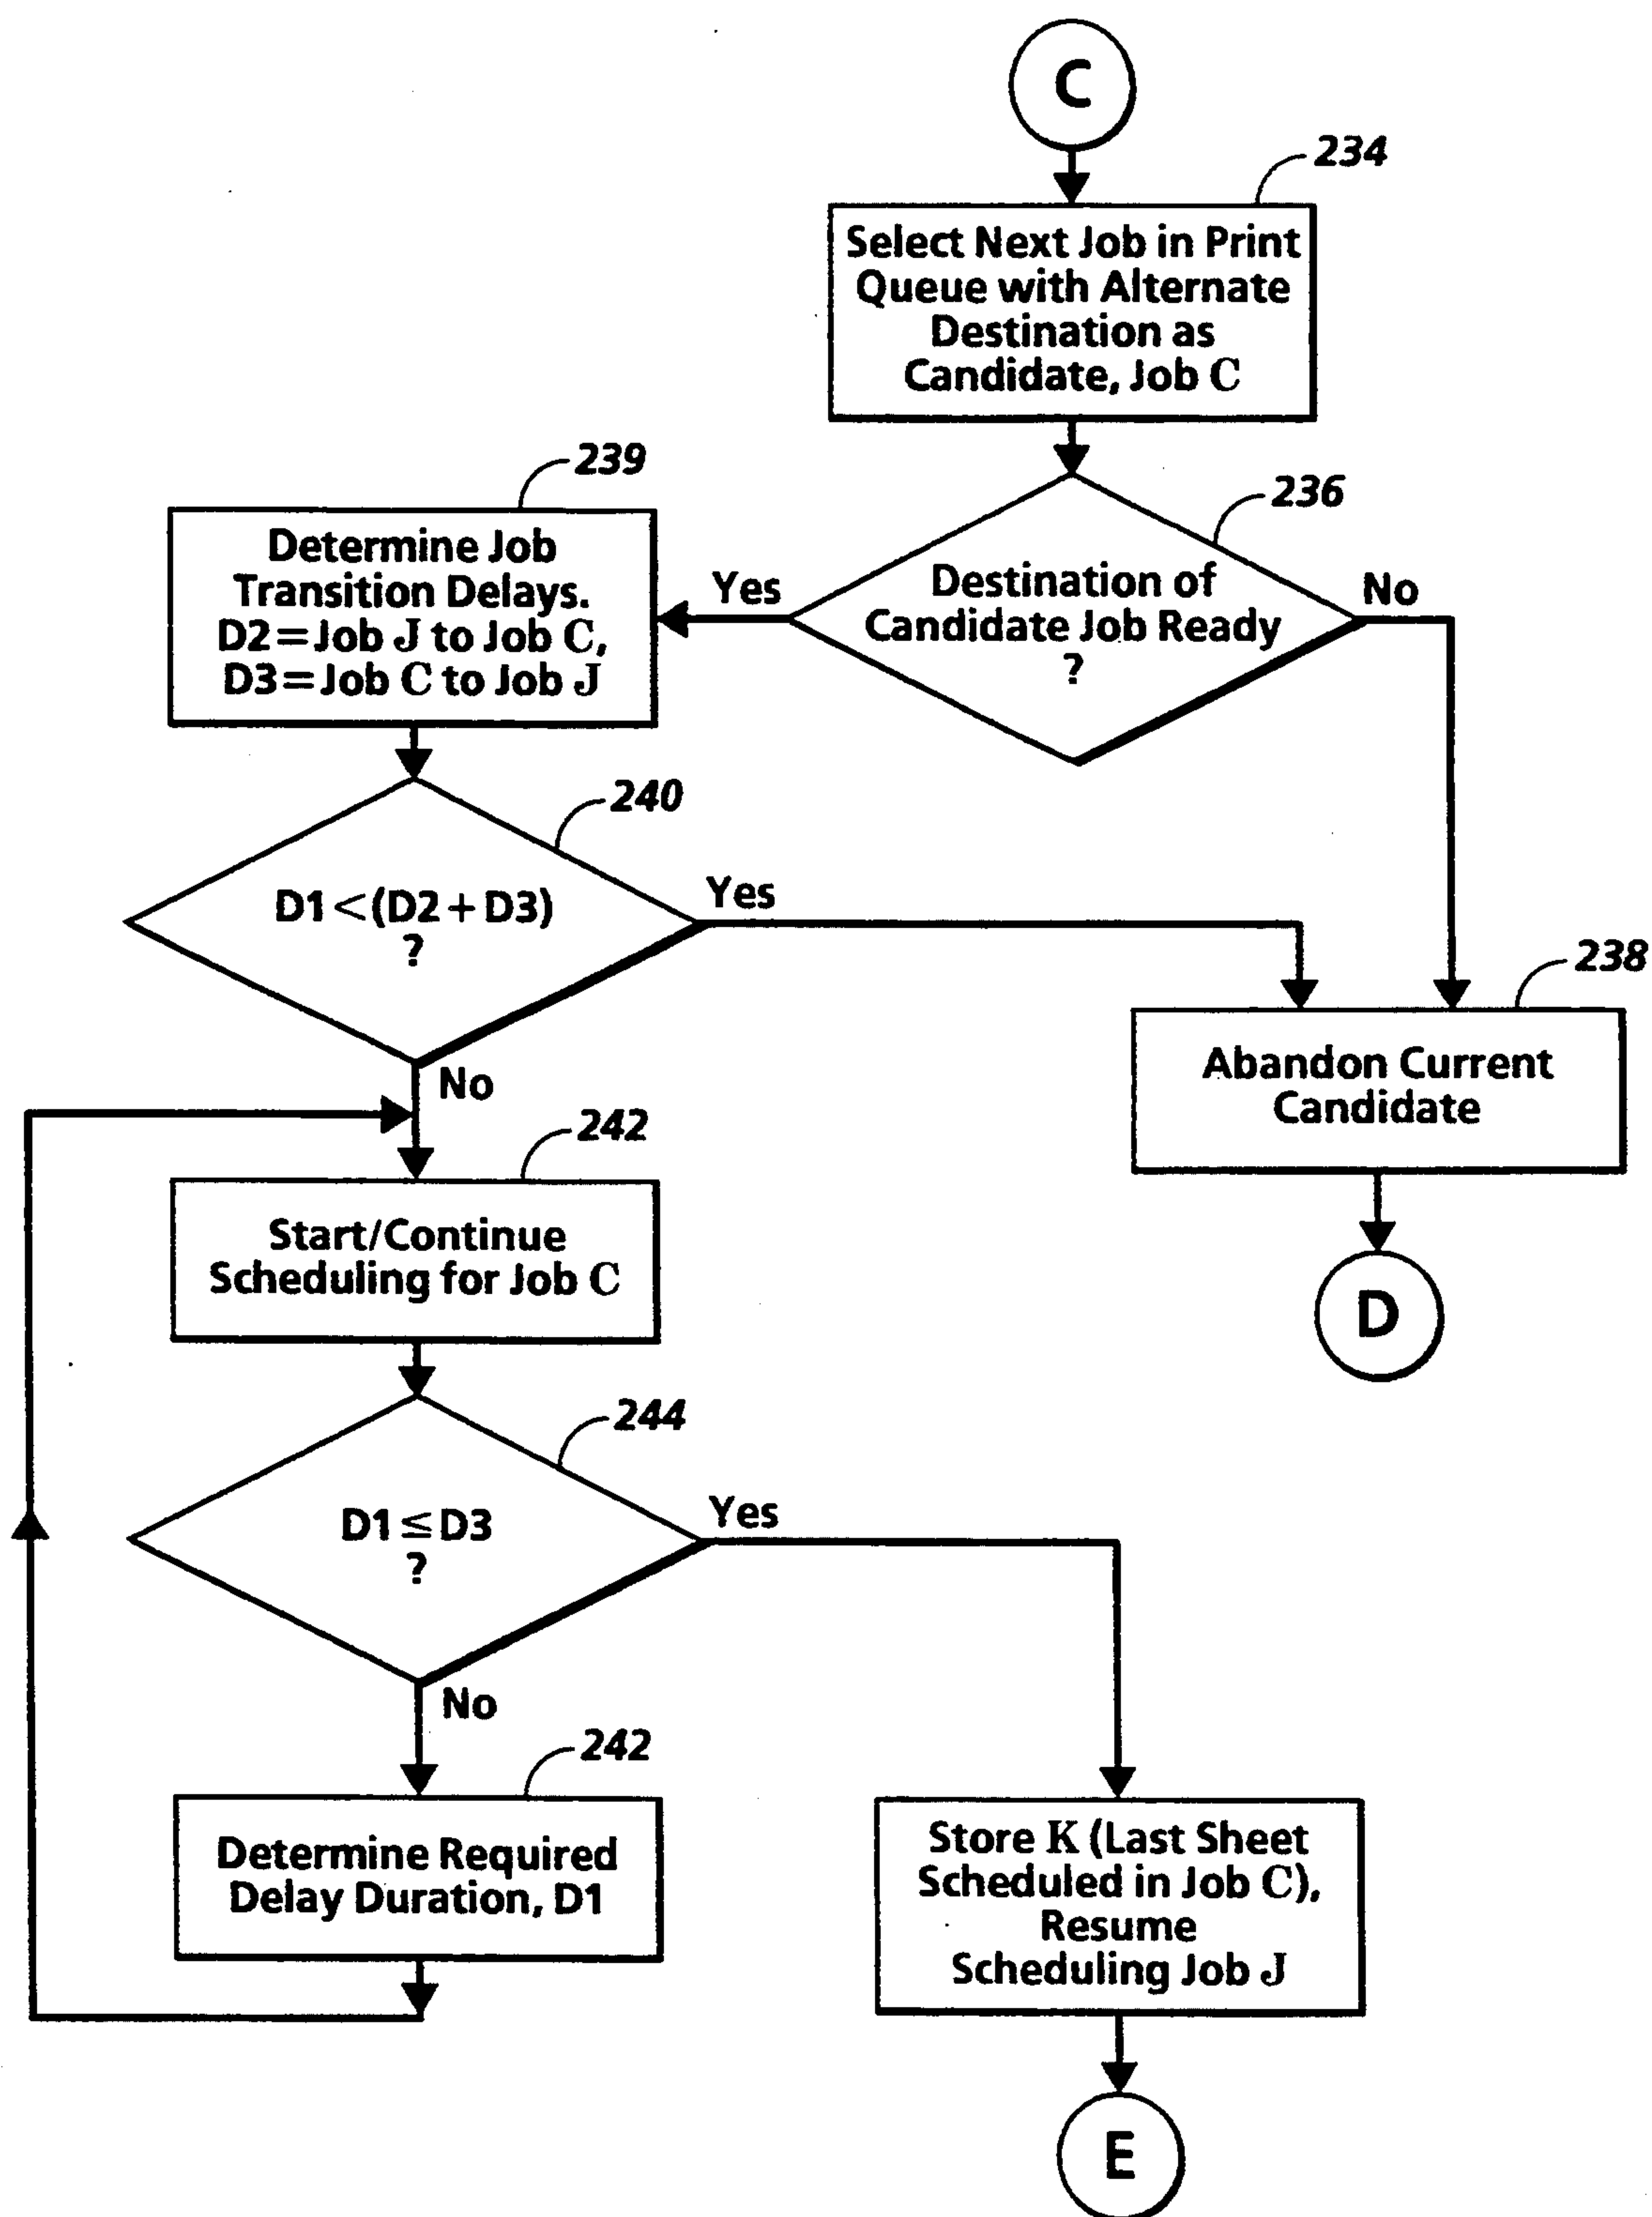 C
234
Select Next Job in Print
Queue with Alternate
Destination as
Candidate, Job C
239
Determine Job
Transition Delays.
D2=Job J to Job C,
D3=Job C to Job J
236
Yes
Destination of
Candidate Job Ready
?
No
240
D1<(D2+D3)
?
Yes
No
238
Abandon Current
Candidate
D
242
Start/Continue
Scheduling for Job C
244
D1≤D3
?
Yes
No
242
Determine Required
Delay Duration, D1
Store K (Last Sheet
Scheduled in Job C),
Resume
Scheduling Job J
E